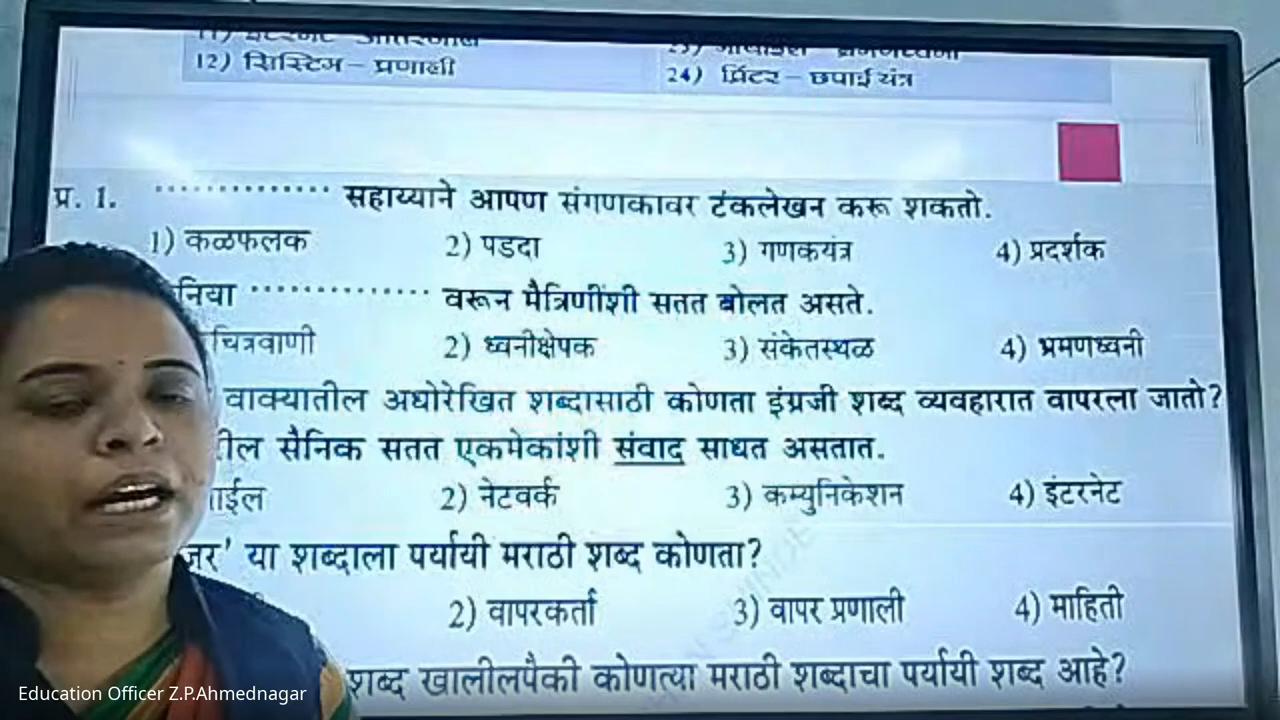 12) सिस्टिम – प्रणाली
24) प्रिंटर – छपाई यंत्र
प्र. 1. ·············· सहाय्याने आपण संगणकावर टंकलेखन करू शकतो.
1) कळफलक 2) पडदा 3) गणकयंत्र 4) प्रदर्शक
निया ·············· वरून मैत्रिणींशी सतत बोलत असते.
चित्रवाणी 2) ध्वनीक्षेपक 3) संकेतस्थळ 4) भ्रमणध्वनी
वाक्यातील अधोरेखित शब्दासाठी कोणता इंग्रजी शब्द व्यवहारात वापरला जातो?
ील सैनिक सतत एकमेकांशी संवाद साधत असतात.
ाईल 2) नेटवर्क 3) कम्युनिकेशन 4) इंटरनेट
जर' या शब्दाला पर्यायी मराठी शब्द कोणता?
2) वापरकर्ता 3) वापर प्रणाली 4) माहिती
शब्द खालीलपैकी कोणत्या मराठी शब्दाचा पर्यायी शब्द आहे?
Education Officer Z.P.Ahmednagar